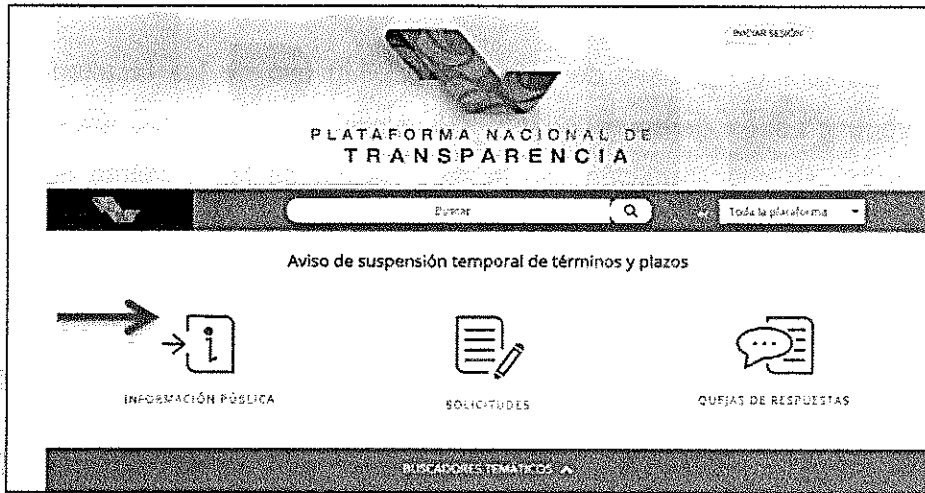 INICIAR SESIÓN
PLATAFORMA NACIONAL DE
TRANSPARENCIA
Buscar
Toda la plataforma
Aviso de suspensión temporal de términos y plazos
INFORMACIÓN PÚBLICA
SOLICITUDES
QUEJAS DE RESPUESTAS
BUSCADORES TEMÁTICOS